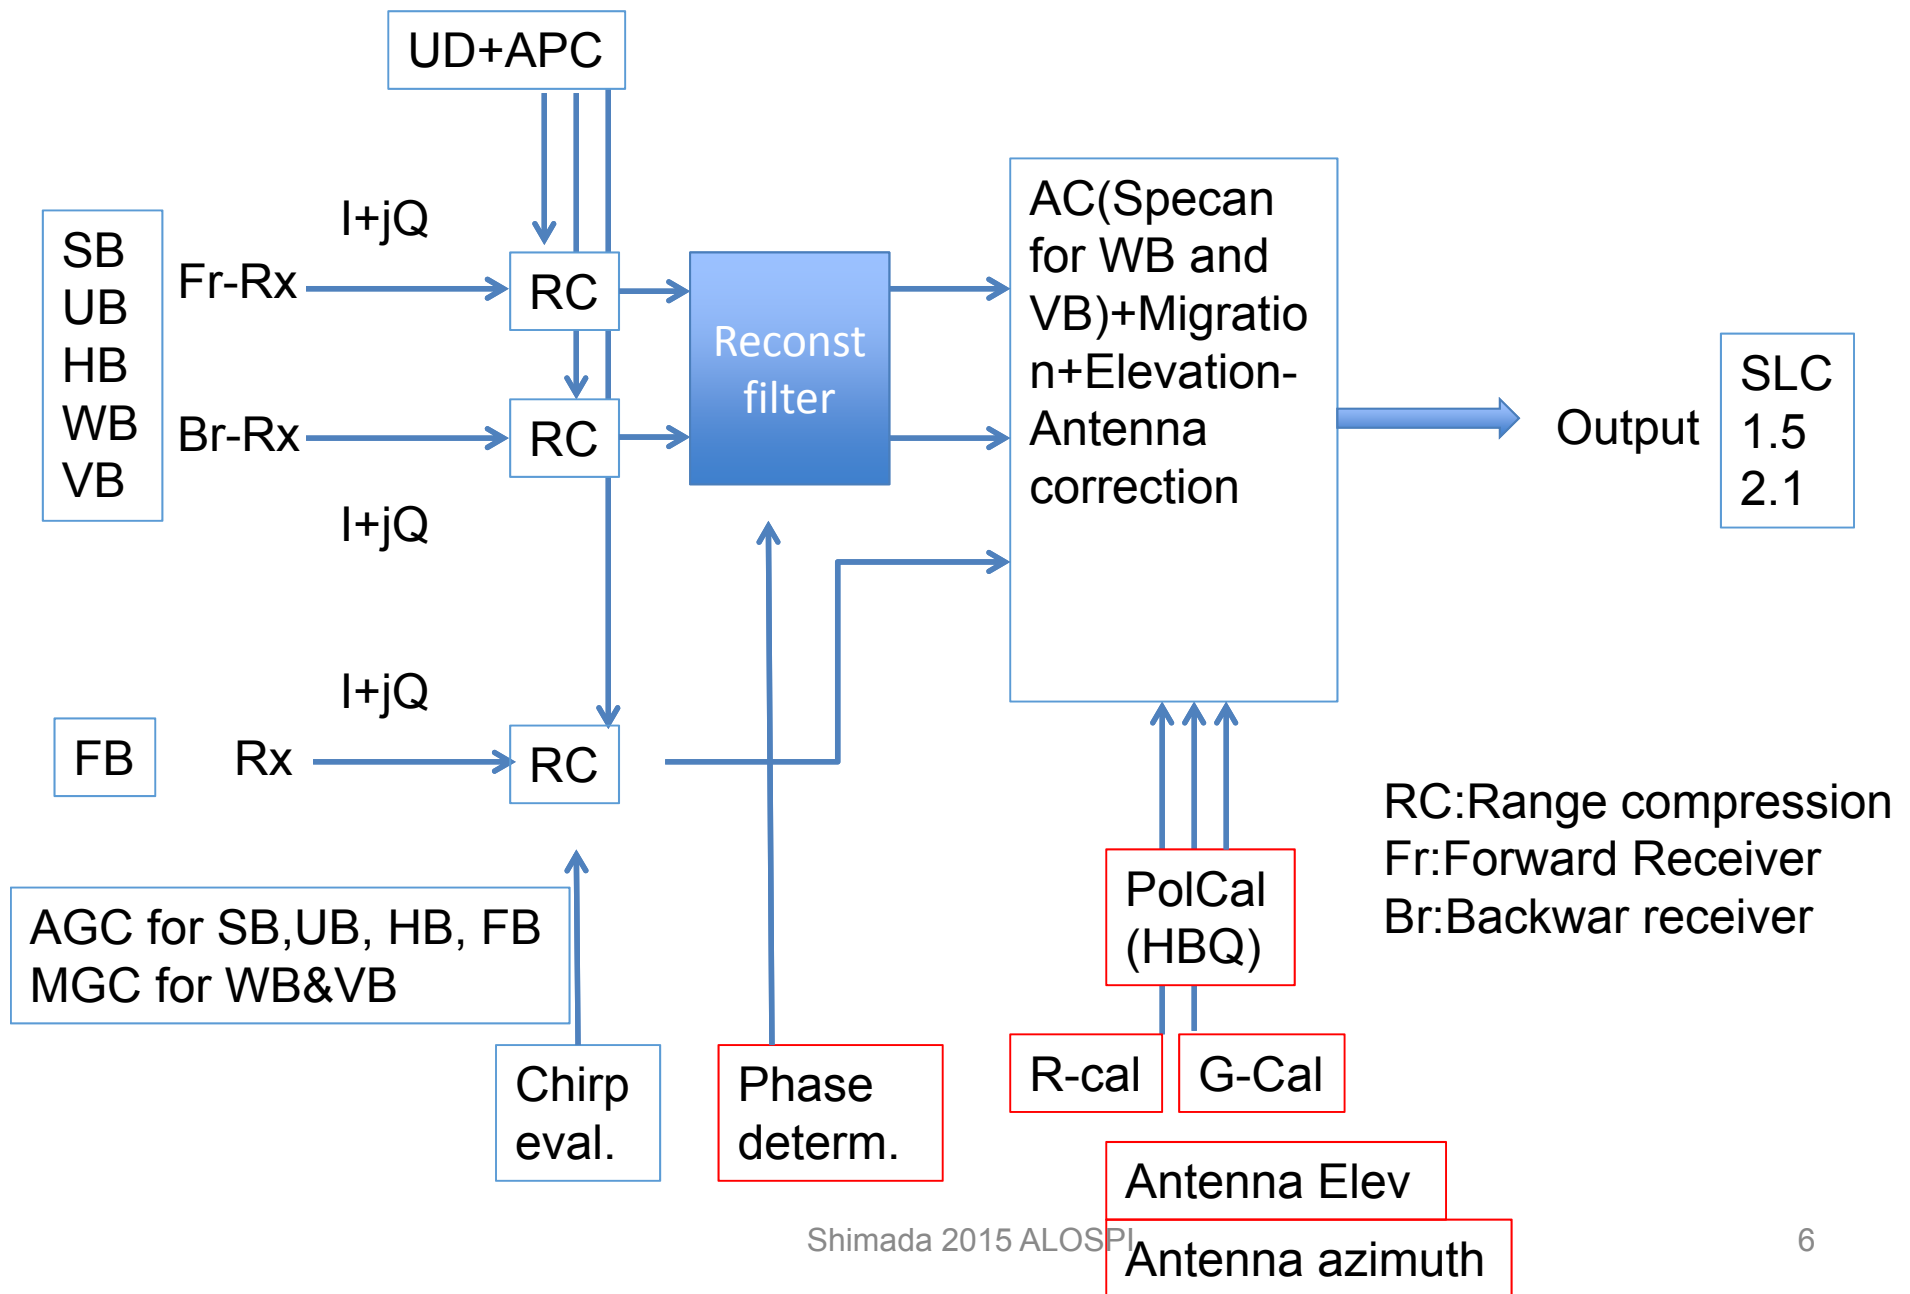 UD+APC
SB
UB
HB
WB
VB
Fr-Rx
I+jQ
RC
Br-Rx
I+jQ
RC
Reconst
filter
AC(Specan
for WB and
VB)+Migratio
n+Elevation-
Antenna
correction
Output
SLC
1.5
2.1
FB
Rx
I+jQ
RC
AGC for SB,UB, HB, FB
MGC for WB&VB
Chirp
eval.
Phase
determ.
PolCal
(HBQ)
R-cal
G-Cal
Antenna Elev
Antenna azimuth
RC:Range compression
Fr:Forward Receiver
Br:Backwar receiver
Shimada 2015 ALOSPI
6